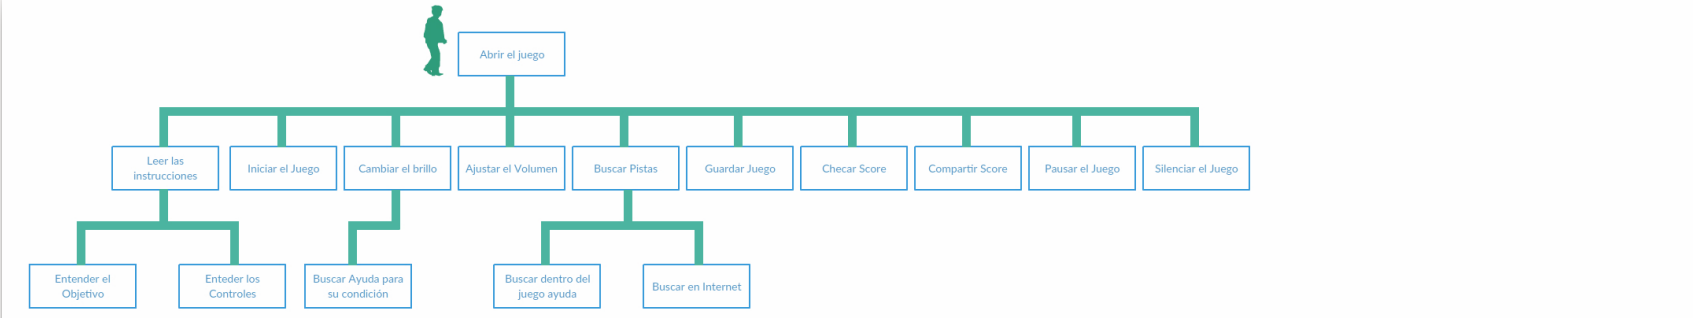 Abrir el juego
Leer las
instrucciones
Iniciar el Juego
Cambiar el brillo
Ajustar el Volumen
Buscar Pistas
Guardar Juego
Checar Score
Compartir Score
Pausar el Juego
Silenciar el Juego
Entender el
Objetivo
Enteder los
Controles
Buscar Ayuda para
su condición
Buscar dentro del
juego ayuda
Buscar en Internet